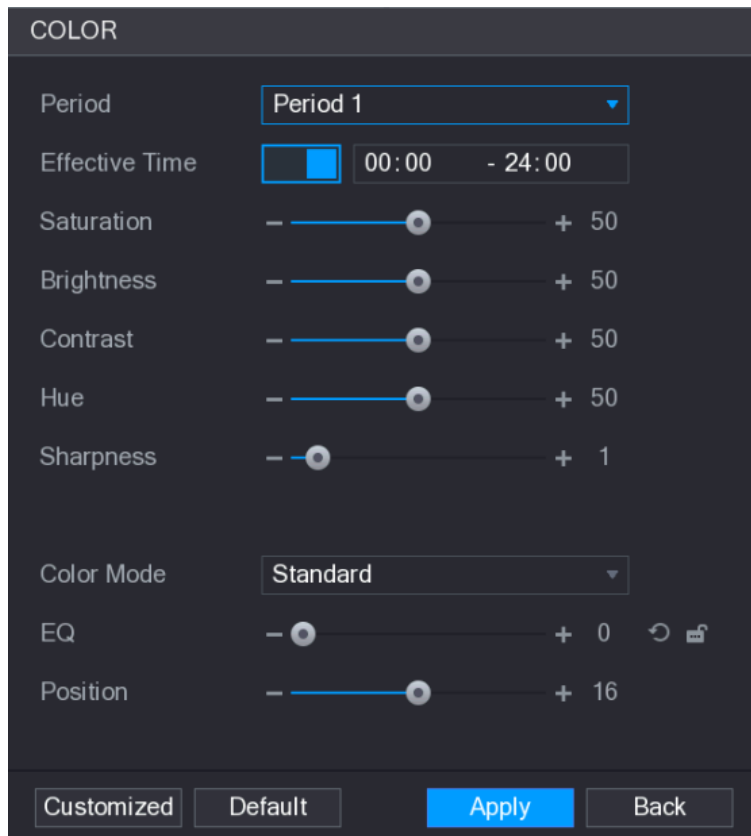 COLOR
Period Period 1
Effective Time 00:00 - 24:00
Saturation 50
Brightness 50
Contrast 50
Hue 50
Sharpness 1
Color Mode Standard
EQ 0
Position 16
Customized Default Apply Back